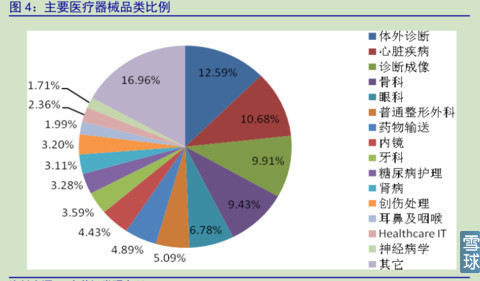 图 4：主要医疗器械品类比例
12.59%
10.68%
9.91%
9.43%
6.78%
5.09%
4.89%
4.43%
3.59%
3.28%
3.11%
3.20%
1.99%
2.36%
1.71%
16.96%
体外诊断
心脏疾病
诊断成像
骨科
眼科
普通整形外科
药物输送
内镜
牙科
糖尿病护理
肾病
创伤处理
耳鼻及咽喉
Healthcare IT
神经病学
其它
雪球